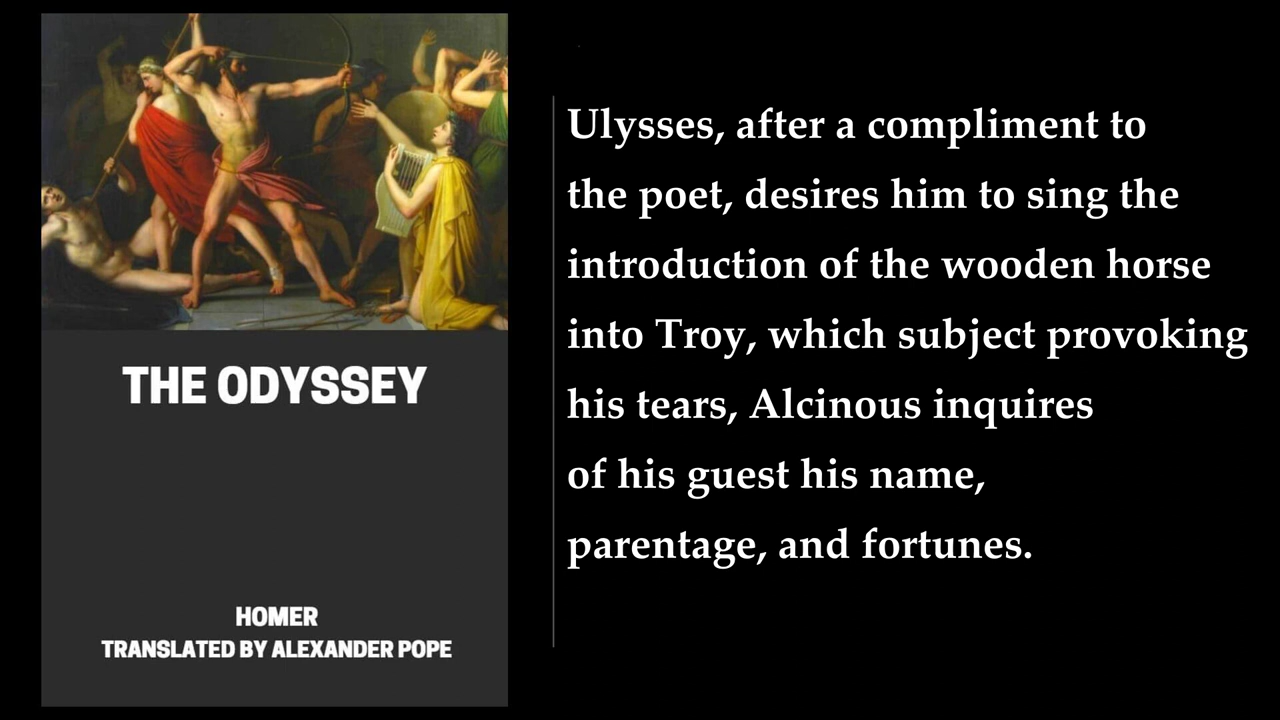 THE ODYSSEY
HOMER
TRANSLATED BY ALEXANDER POPE
Ulysses, after a compliment to
the poet, desires him to sing the
introduction of the wooden horse
into Troy, which subject provoking
his tears, Alcinous inquires
of his guest his name,
parentage, and fortunes.